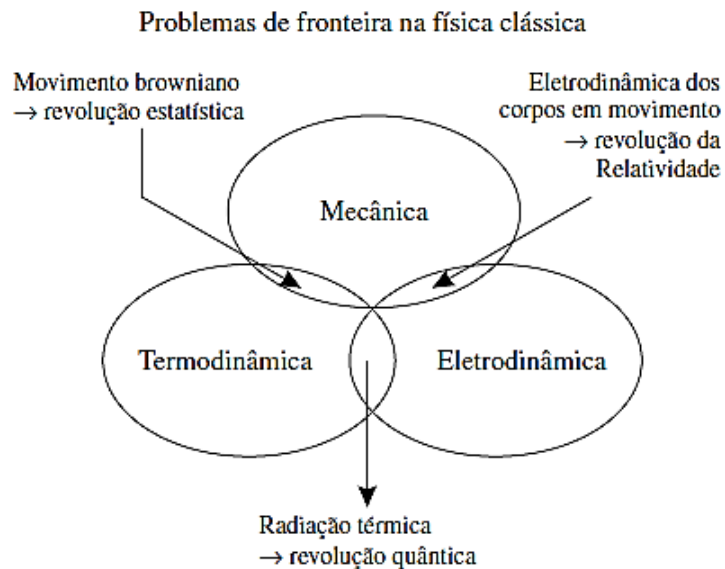 Problemas de fronteira na física clássica
Movimento browniano
→ revolução estatística
Eletrodinâmica dos
corpos em movimento
→ revolução da
Relatividade
Mecânica
Termodinâmica
Eletrodinâmica
Radiação térmica
→ revolução quântica